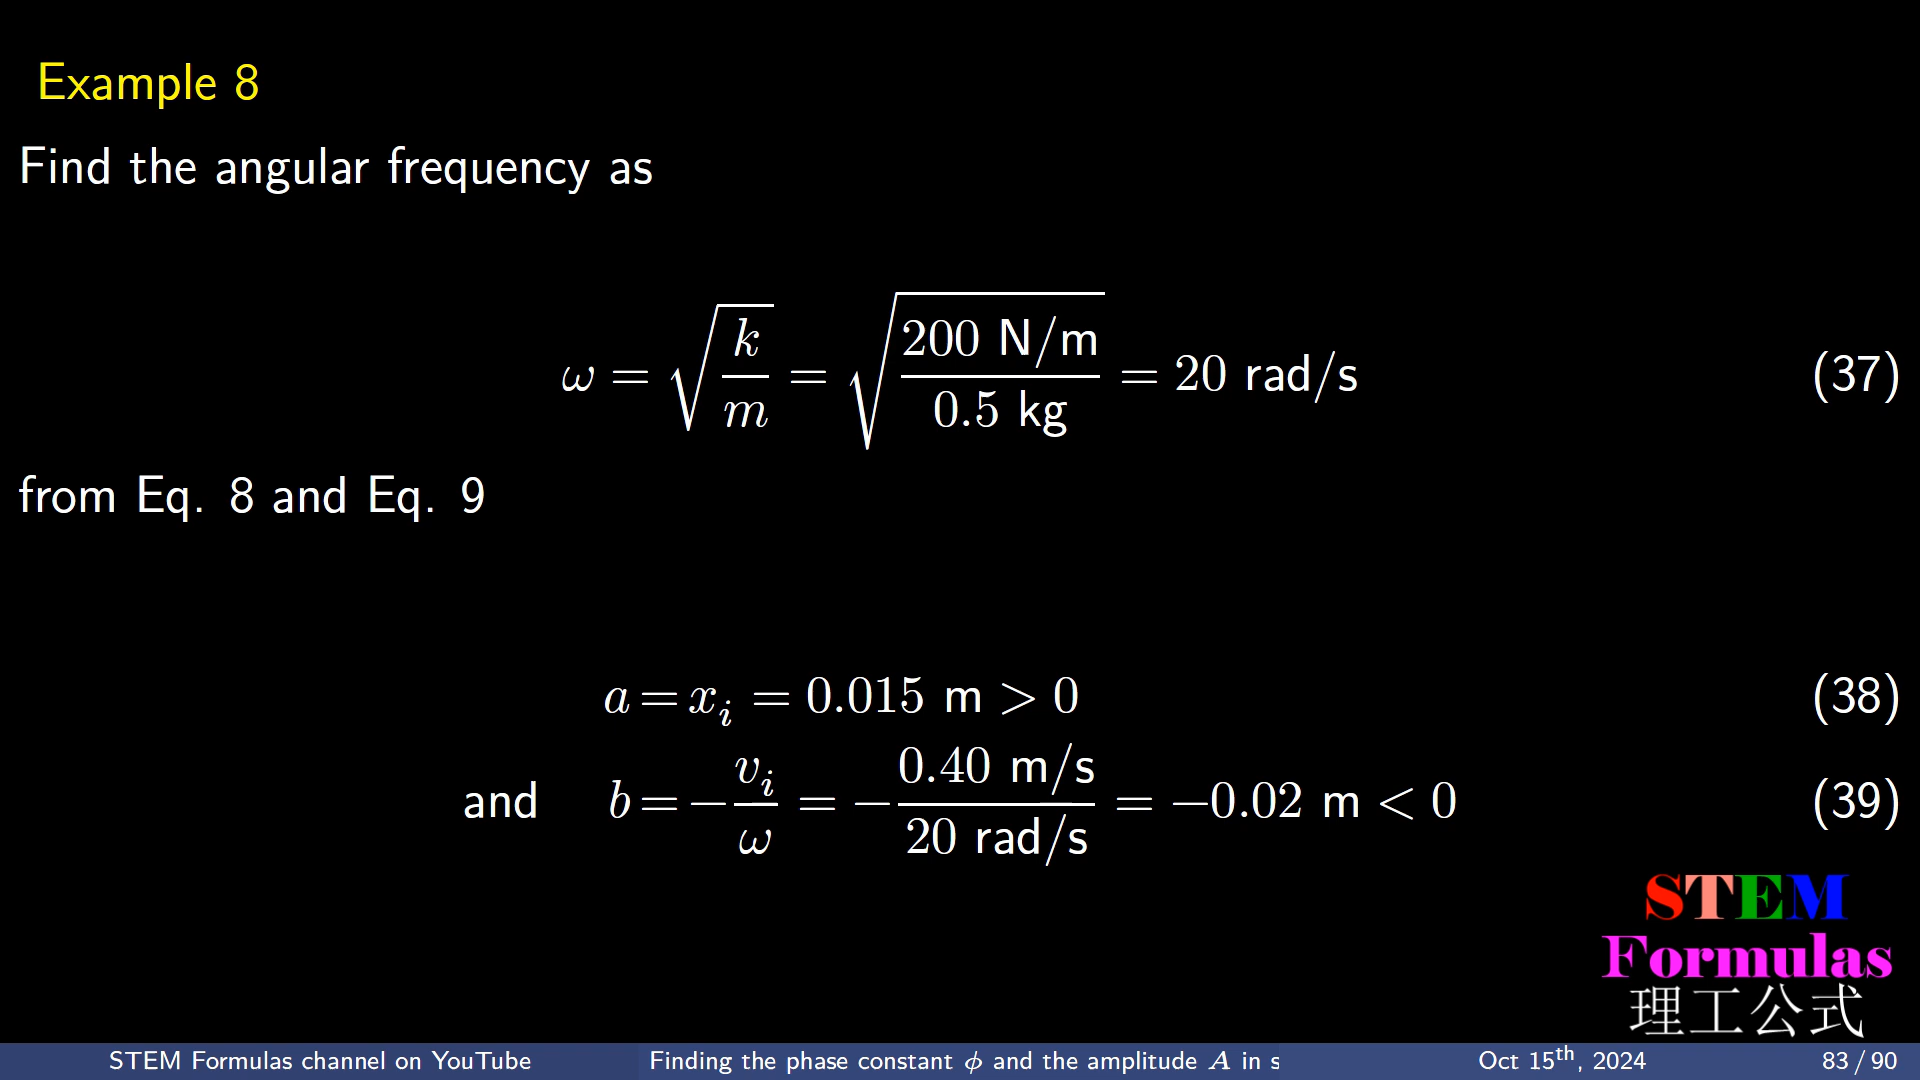 Example 8
Find the angular frequency as
ω = √(k/m) = √(200 N/m / 0.5 kg) = 20 rad/s (37)
from Eq. 8 and Eq. 9
a = xᵢ = 0.015 m > 0 (38)
and b = −vᵢ/ω = −0.40 m/s / 20 rad/s = −0.02 m < 0 (39)
STEM
Formulas
理工公式
STEM Formulas channel on YouTube Finding the phase constant ϕ and the amplitude A in s Oct 15th, 2024 83 / 90